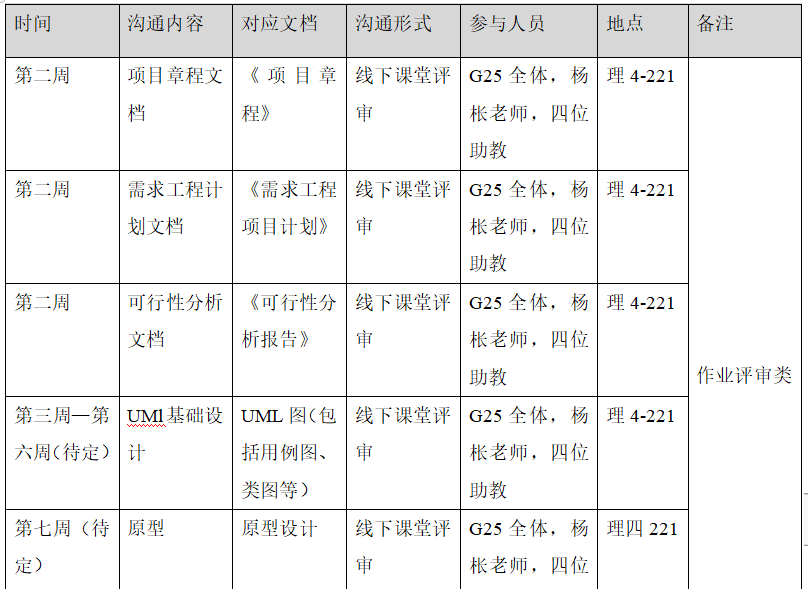 时间 沟通内容 对应文档 沟通形式 参与人员 地点 备注
第二周 项目章程文 《项目章 线下课堂评 G25 全体，杨 理 4-221
档 程》 审 枨老师，四位
助教
第二周 需求工程计 《需求工程 线下课堂评 G25 全体，杨 理 4-221
划文档 项目计划》 审 枨老师，四位
助教
第二周 可行性分析 《可行性分 线下课堂评 G25 全体，杨 理 4-221
文档 析报告》 审 枨老师，四位
助教
作业评审类
第三周—第 UMl基础设 UML 图（包 线下课堂评 G25 全体，杨 理 4-221
六周（待定） 计 括用例图、 审 枨老师，四位
类图等） 助教
第七周（待 原型 原型设计 线下课堂评 G25 全体，杨 理四 221
定） 审 枨老师，四位